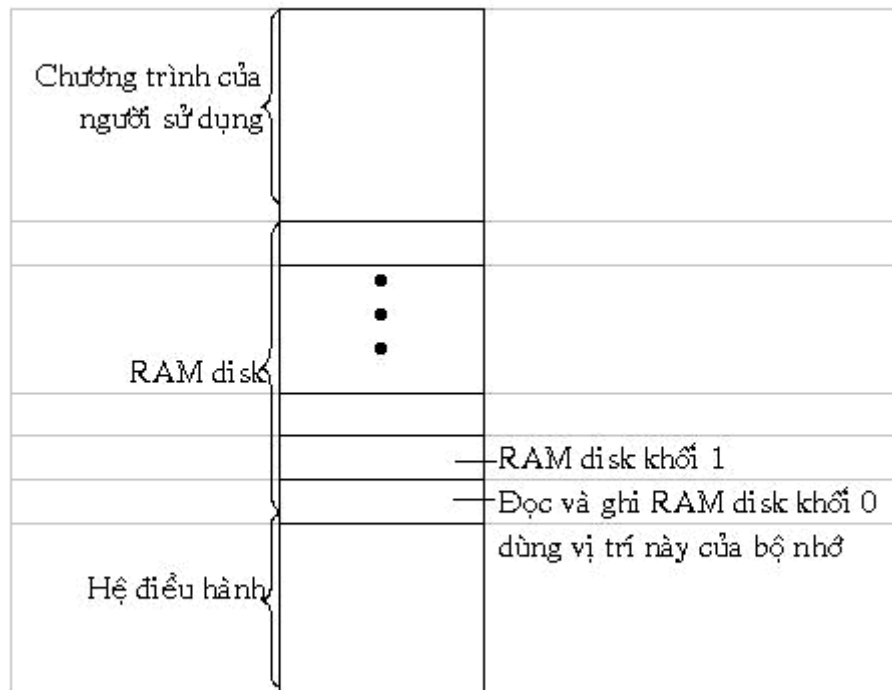 Chương trình của
người sử dụng
RAM disk
RAM disk khối 1
Đọc và ghi RAM disk khối 0
dùng vị trí này của bộ nhớ
Hệ điều hành